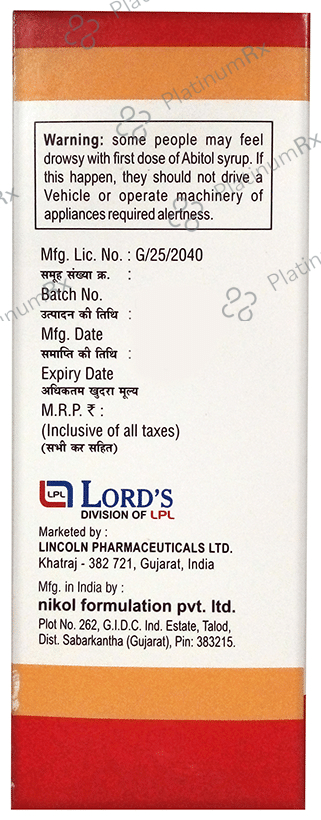 Warning: some people may feel
drowsy with first dose of Abitol syrup. If
this happen, they should not drive a
Vehicle or operate machinery of
appliances required alertness.
Mfg. Lic. No. : G/25/2040
समूह संख्या क्र. :
Batch No.
उत्पादन की तिथि :
Mfg. Date
समाप्ति की तिथि :
Expiry Date
अधिकतम खुदरा मूल्य
M.R.P. ₹ :
(Inclusive of all taxes)
(सभी कर सहित)
LPL LORD'S
DIVISION OF LPL
Marketed by :
LINCOLN PHARMACEUTICALS LTD.
Khatraj - 382 721, Gujarat, India
Mfg. in India by :
nikol formulation pvt. ltd.
Plot No. 262, G.I.D.C. Ind. Estate, Talod,
Dist. Sabarkantha (Gujarat), Pin: 383215.
PlatinumRx
PlatinumRx
PlatinumRx